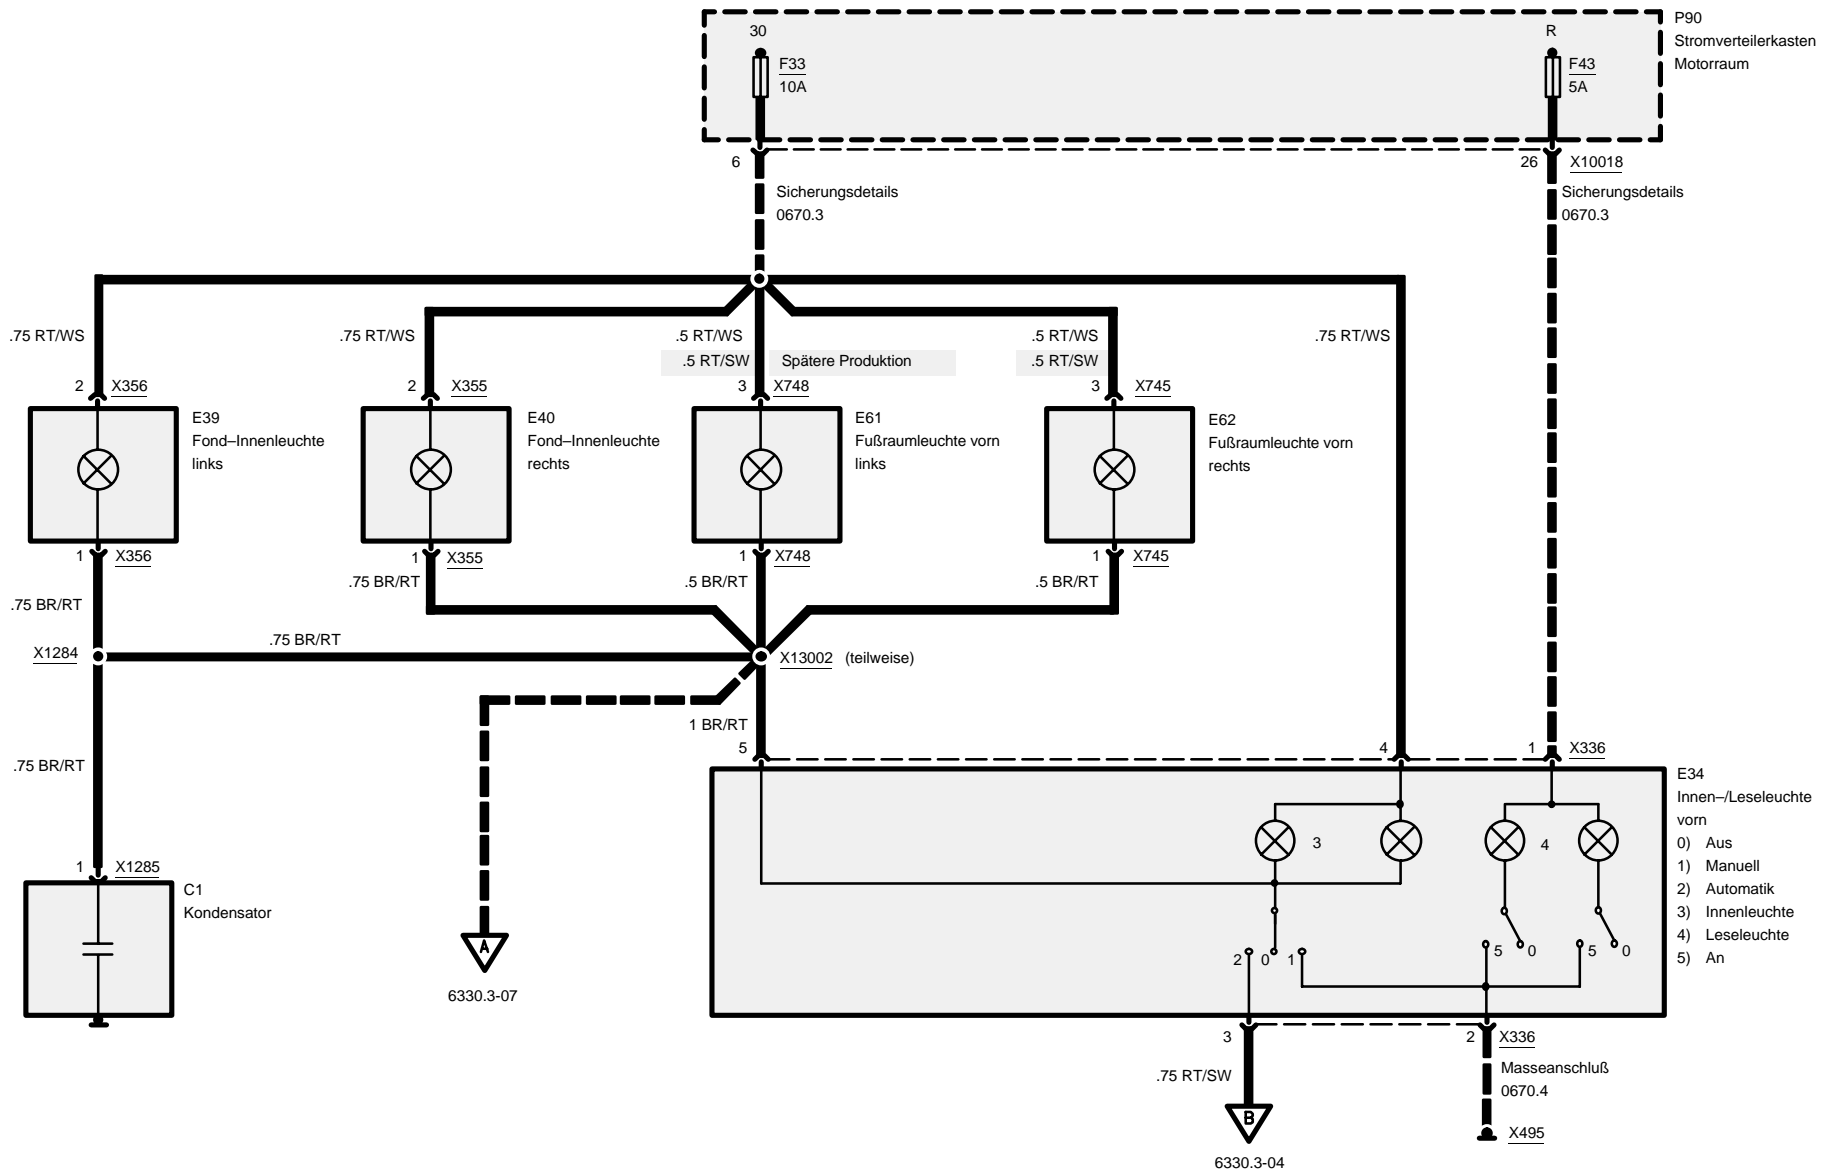 30
R
P90
Stromverteilerkasten
Motorraum
F33
10A
F43
5A
6
26
X10018
Sicherungsdetails
0670.3
Sicherungsdetails
0670.3
.75 RT/WS
.75 RT/WS
.5 RT/WS
.5 RT/SW
Spätere Produktion
.5 RT/WS
.5 RT/SW
.75 RT/WS
2
X356
2
X355
3
X748
3
X745
E39
Fond–Innenleuchte
links
E40
Fond–Innenleuchte
rechts
E61
Fußraumleuchte vorn
links
E62
Fußraumleuchte vorn
rechts
1
X356
1
X355
1
X748
1
X745
.75 BR/RT
.75 BR/RT
.5 BR/RT
.5 BR/RT
.75 BR/RT
X1284
X13002 (teilweise)
1 BR/RT
.75 BR/RT
5
4
1
X336
E34
Innen–/Leseleuchte
vorn
0) Aus
1) Manuell
2) Automatik
3) Innenleuchte
4) Leseleuchte
5) An
3
4
1
X1285
C1
Kondensator
A
6330.3-07
2
0
1
5
0
5
0
3
2
X336
.75 RT/SW
Masseanschluß
0670.4
B
X495
6330.3-04